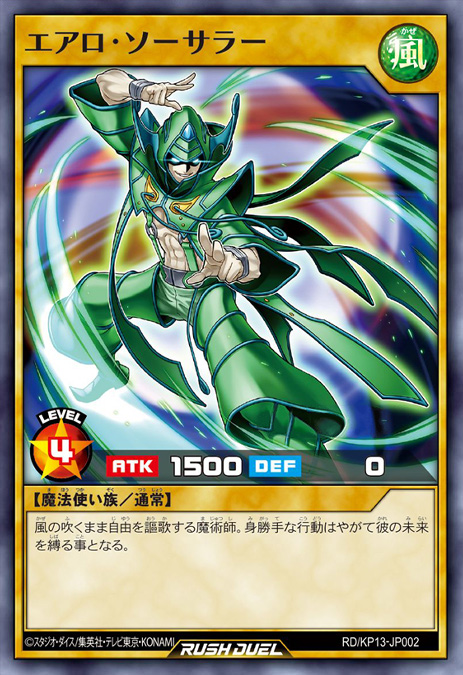 エアロ・ソーサラー
かぜ
風
LEVEL
4
ATK 1500 DEF 0
【魔法使い族／通常】
風の吹くまま自由を謳歌する魔術師。身勝手な行動はやがて彼の未来
を縛る事となる。
©スタジオ・ダイス/集英社・テレビ東京・KONAMI
RUSH DUEL
RD/KP13-JP002